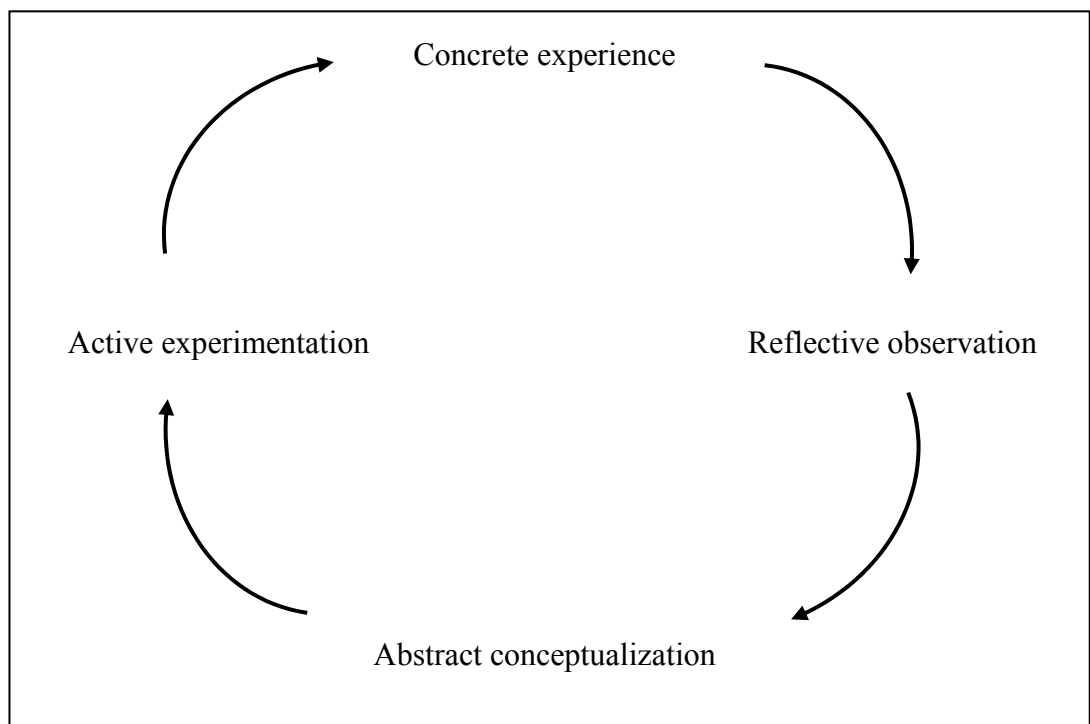 Concrete experience
Active experimentation
Reflective observation
Abstract conceptualization